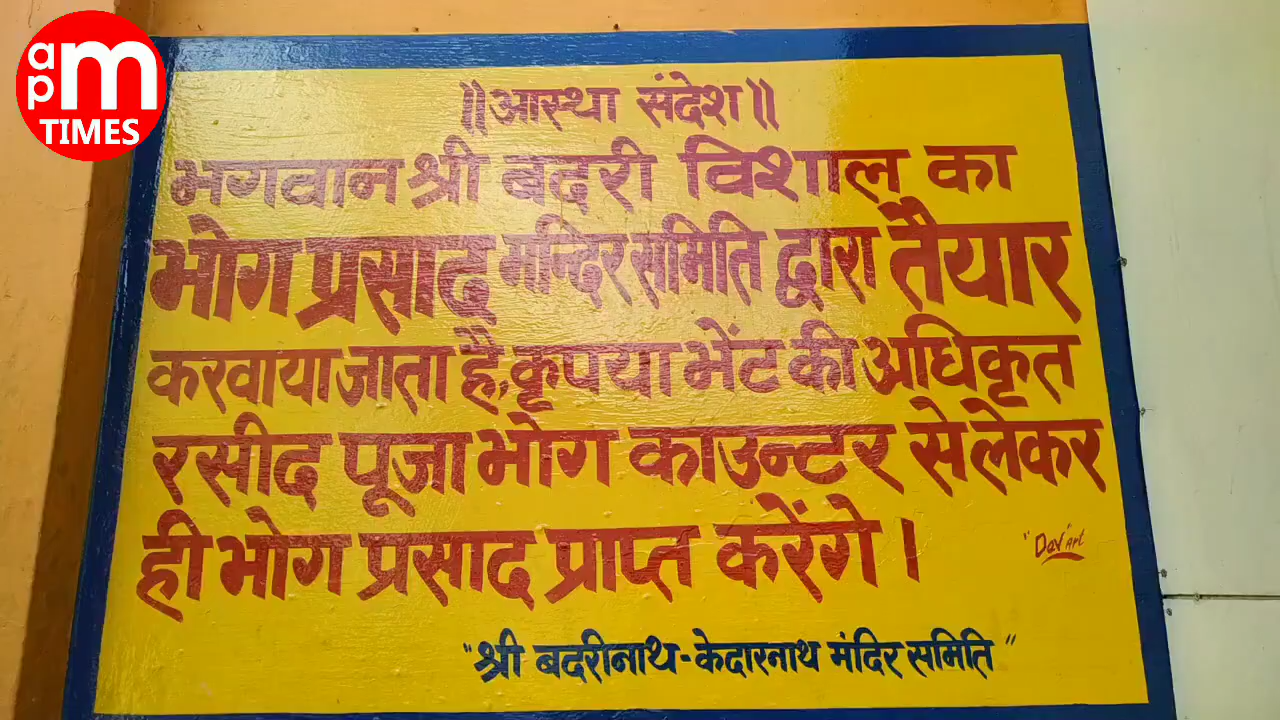 apm
TIMES
॥आस्था संदेश॥
भगवान श्री बदरी विशाल का
भोग प्रसाद मन्दिर समिति द्वारा तैयार
करवाया जाता है, कृपया भेंट की अधिकृत
रसीद पूजा भोग काउन्टर से लेकर
ही भोग प्रसाद प्राप्त करेंगे।
"Dev" Art
"श्री बदरीनाथ-केदारनाथ मंदिर समिति"